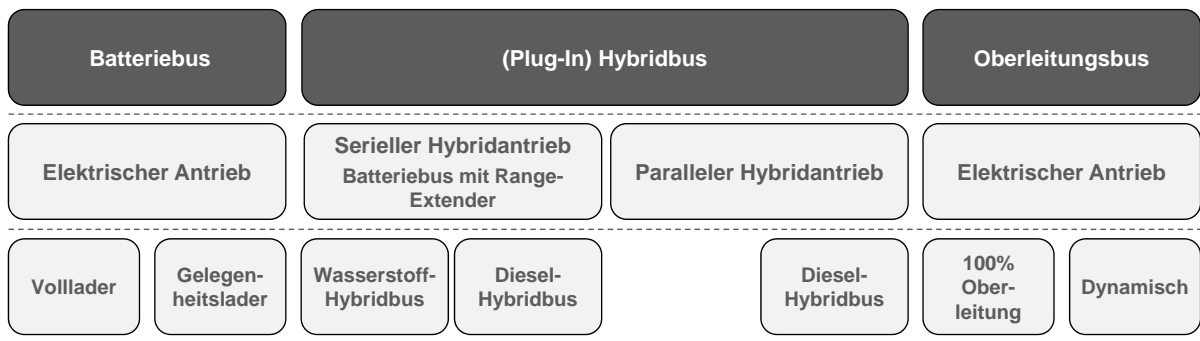 Batteriebus
(Plug-In) Hybridbus
Oberleitungsbus
Elektrischer Antrieb
Serieller Hybridantrieb
Batteriebus mit Range-
Extender
Paralleler Hybridantrieb
Elektrischer Antrieb
Volllader
Gelegen-
heitslader
Wasserstoff-
Hybridbus
Diesel-
Hybridbus
Diesel-
Hybridbus
100%
Ober-
leitung
Dynamisch